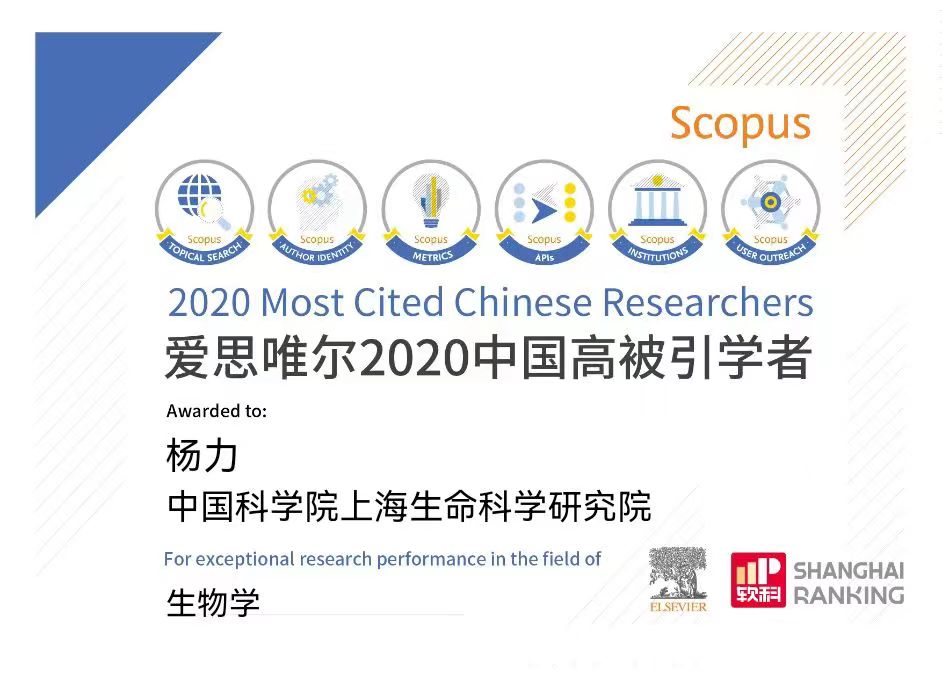 Scopus
Scopus
TOPICAL SEARCH
Scopus
AUTHOR IDENTITY
Scopus
METRICS
Scopus
APIs
Scopus
INSTITUTIONS
Scopus
USER OUTREACH
2020 Most Cited Chinese Researchers
爱思唯尔2020中国高被引学者
Awarded to:
杨力
中国科学院上海生命科学研究院
For exceptional research performance in the field of
生物学
ELSEVIER
软科
SHANGHAI
RANKING